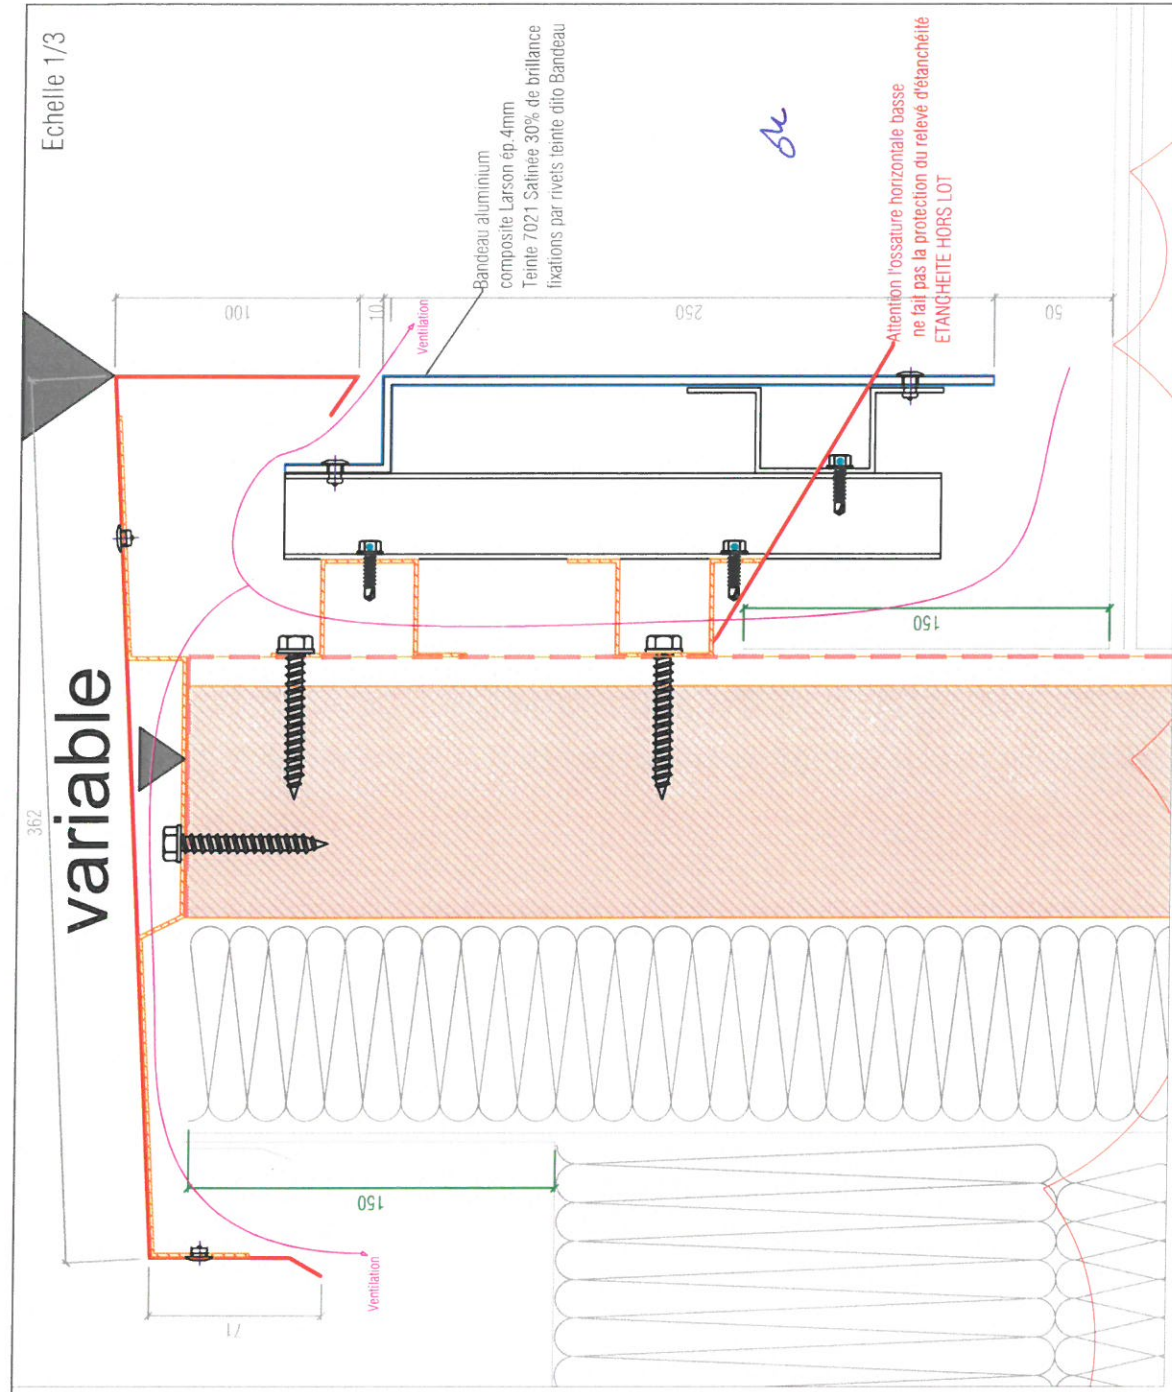 Echelle 1/3
362
variable
100
10
Ventilation
Bandeau aluminium
composite Larson ép.4mm
Teinte 7021 Satinée 30% de brillance
fixations par rivets teinte dito Bandeau
250
Attention l'ossature horizontale basse
ne fait pas la protection du relevé d'étanchéité
ETANCHEITE HORS LOT
50
150
150
Ventilation
71